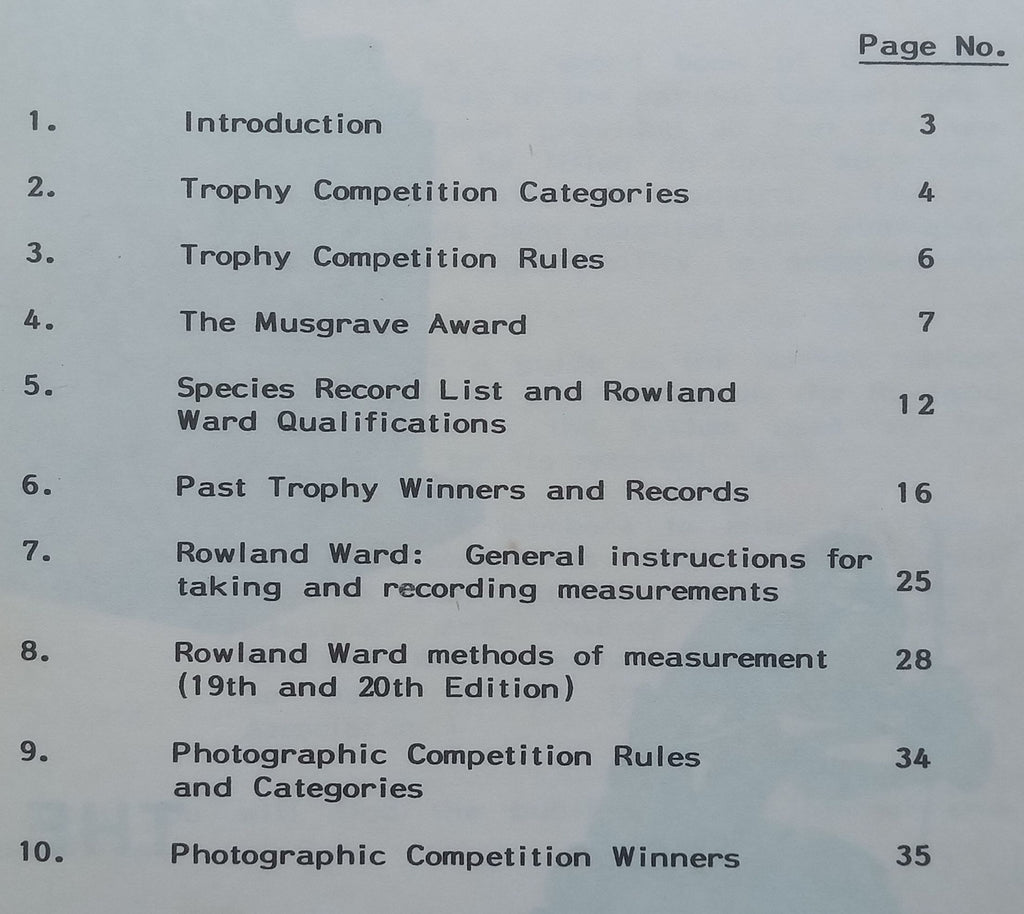 Page No.
1. Introduction 3
2. Trophy Competition Categories 4
3. Trophy Competition Rules 6
4. The Musgrave Award 7
5. Species Record List and Rowland
Ward Qualifications 12
6. Past Trophy Winners and Records 16
7. Rowland Ward: General instructions for
taking and recording measurements 25
8. Rowland Ward methods of measurement 28
(19th and 20th Edition)
9. Photographic Competition Rules 34
and Categories
10. Photographic Competition Winners 35